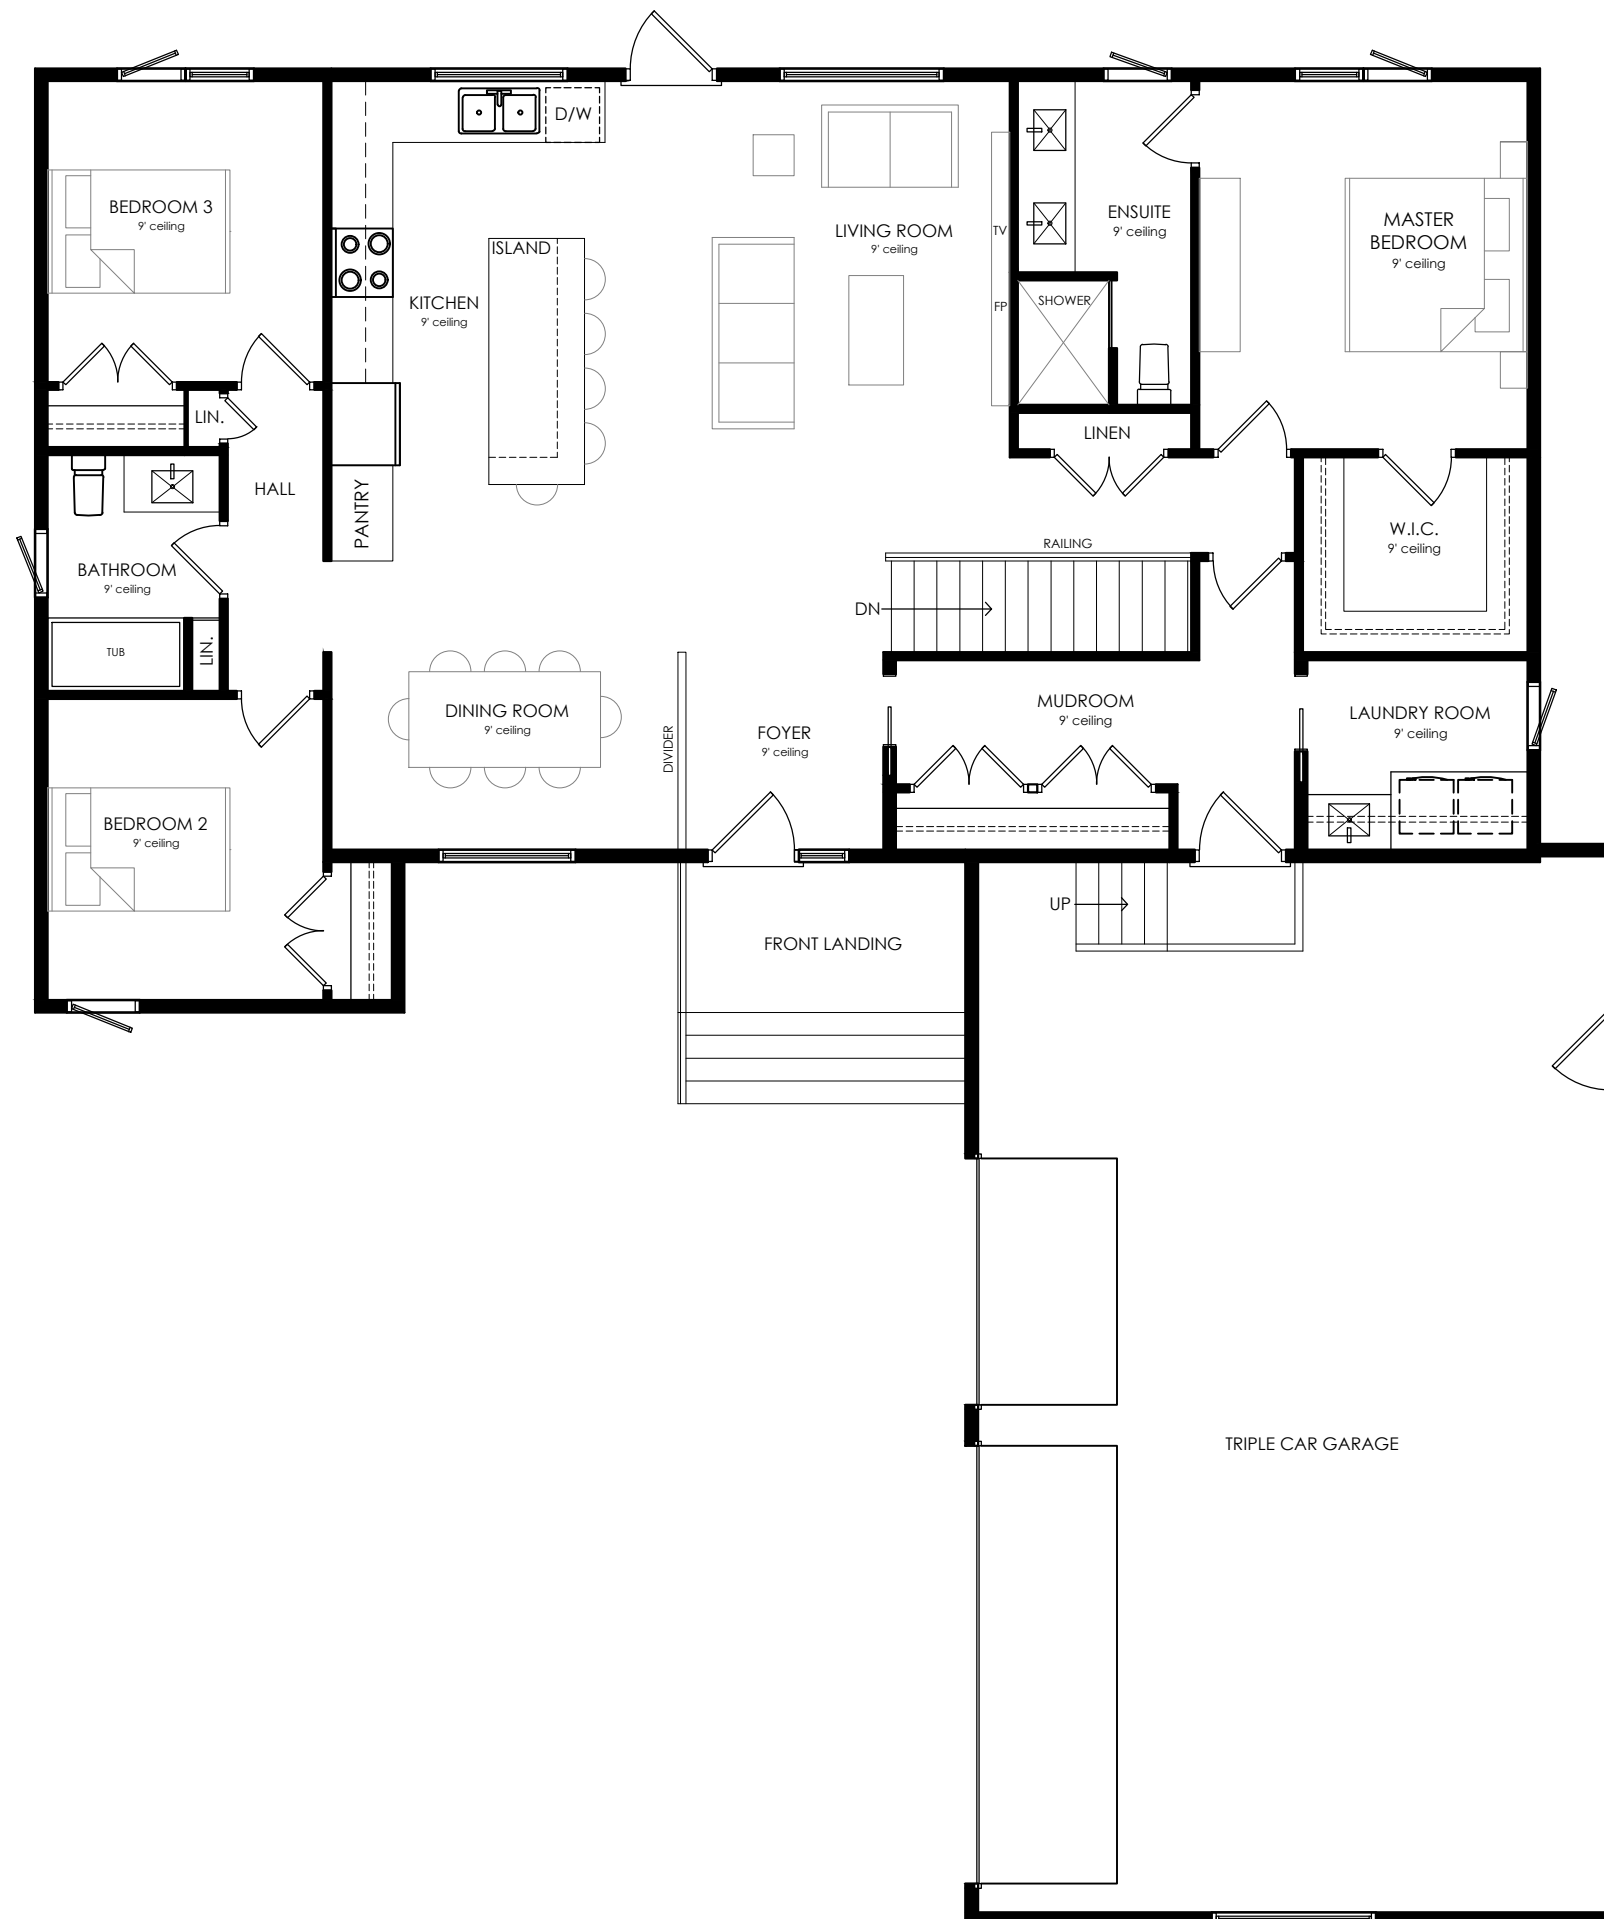 D/W
BEDROOM 3
9' ceiling
ISLAND
KITCHEN
9' ceiling
LIVING ROOM
9' ceiling
TV
FP
ENSUITE
9' ceiling
SHOWER
MASTER
BEDROOM
9' ceiling
LIN.
LINEN
HALL
PANTRY
BATHROOM
9' ceiling
TUB
LIN.
RAILING
DN
W.I.C.
9' ceiling
DINING ROOM
9' ceiling
DIVIDER
FOYER
9' ceiling
MUDROOM
9' ceiling
LAUNDRY ROOM
9' ceiling
BEDROOM 2
9' ceiling
UP
FRONT LANDING
TRIPLE CAR GARAGE